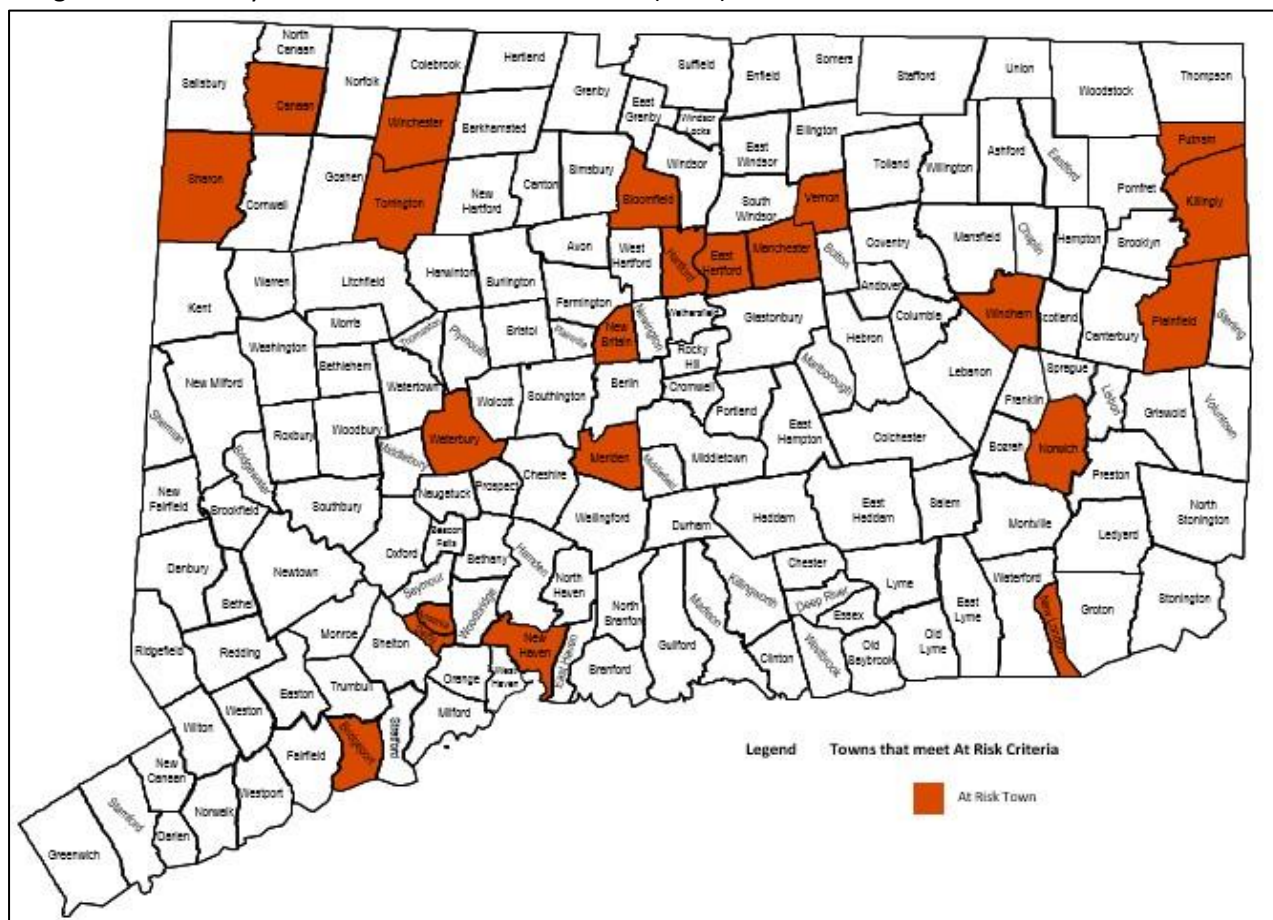 North
Canaan
Salisbury
Canaan
Norfolk
Colebrook
Hartland
Granby
Suffield
East
Granby
Windsor
Locks
Enfield
Somers
Stafford
Union
Woodstock
Thompson
Winchester
Barkhamsted
Windsor
East
Windsor
Ellington
Tolland
Willington
Ashford
Eastford
Putnam
Pomfret
Killingly
Sharon
Cornwall
Goshen
Torrington
New
Hartford
Canton
Simsbury
Bloomfield
South
Windsor
Vernon
Avon
West
Hartford
Hartford
East
Hartford
Manchester
Bolton
Coventry
Mansfield
Chaplin
Hampton
Brooklyn
Kent
Warren
Litchfield
Harwinton
Burlington
Farmington
New
Britain
Newington
Wethersfield
Glastonbury
Andover
Columbia
Hebron
Windham
Scotland
Canterbury
Plainfield
Sterling
Washington
Morris
Bethlehem
Thomaston
Plymouth
Bristol
Plainville
Rocky
Hill
Marlborough
Lebanon
Sprague
Franklin
Lisbon
Griswold
Voluntown
Sherman
New Milford
Watertown
Wolcott
Southington
Berlin
Cromwell
Portland
East
Hampton
Colchester
Bozrah
Norwich
Preston
Roxbury
Woodbury
Bridgewater
Middlebury
Waterbury
Cheshire
Meriden
Middlefield
Middletown
New
Fairfield
Brookfield
Southbury
Naugatuck
Prospect
Wallingford
Durham
Haddam
East
Haddam
Salem
Montville
Ledyard
North
Stonington
Danbury
Bethel
Newtown
Oxford
Beacon
Falls
Bethany
Hamden
North
Haven
Seymour
Woodbridge
North
Branford
Guilford
Madison
Killingworth
Chester
Deep River
Essex
Lyme
East
Lyme
Waterford
New London
Groton
Stonington
Ridgefield
Redding
Monroe
Shelton
New
Haven
East Haven
Branford
Clinton
Westbrook
Old
Saybrook
Old
Lyme
Easton
Trumbull
Orange
West
Haven
Milford
Wilton
Weston
Fairfield
Bridgeport
Stratford
New
Canaan
Westport
Norwalk
Darien
Stamford
Greenwich
Legend Towns that meet At Risk Criteria
At Risk Town